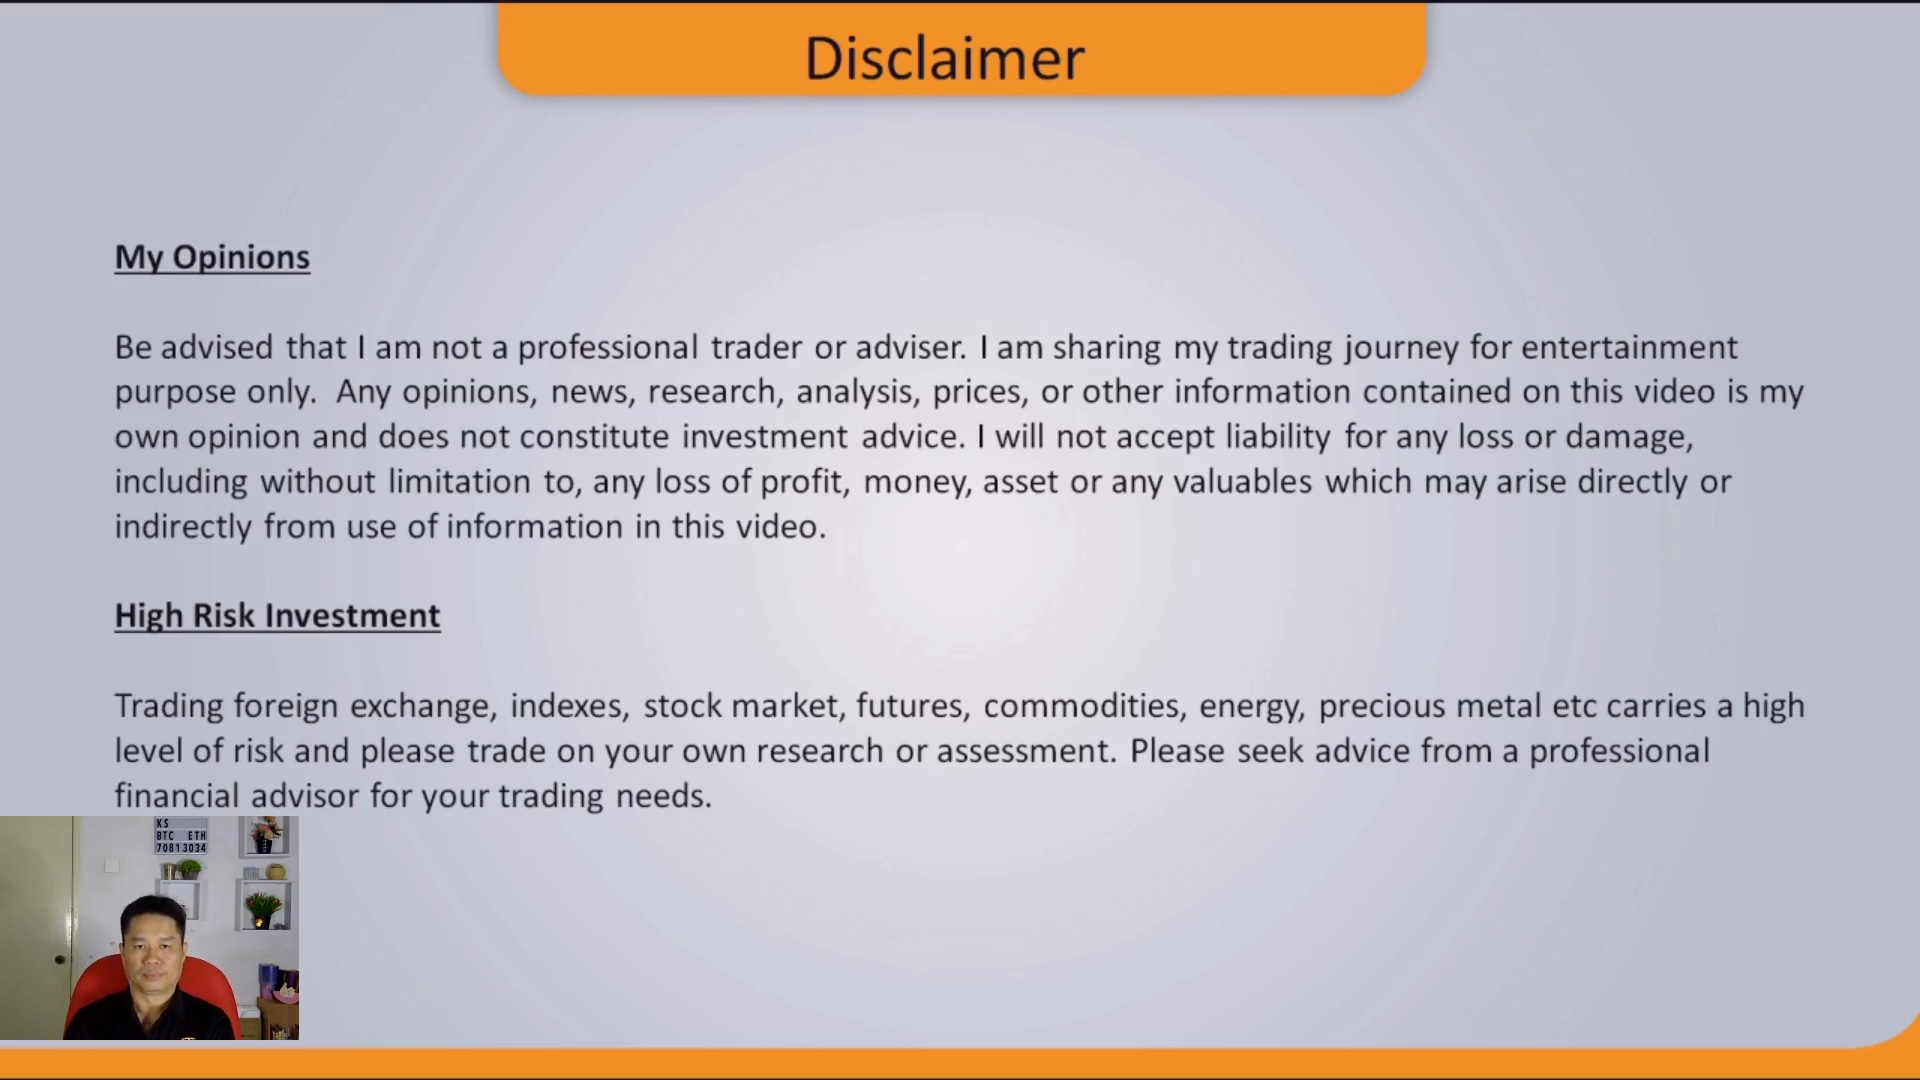 Disclaimer
My Opinions
Be advised that I am not a professional trader or adviser. I am sharing my trading journey for entertainment
purpose only. Any opinions, news, research, analysis, prices, or other information contained on this video is my
own opinion and does not constitute investment advice. I will not accept liability for any loss or damage,
including without limitation to, any loss of profit, money, asset or any valuables which may arise directly or
indirectly from use of information in this video.
High Risk Investment
Trading foreign exchange, indexes, stock market, futures, commodities, energy, precious metal etc carries a high
level of risk and please trade on your own research or assessment. Please seek advice from a professional
financial advisor for your trading needs.
KS
BTC ETH
70813034